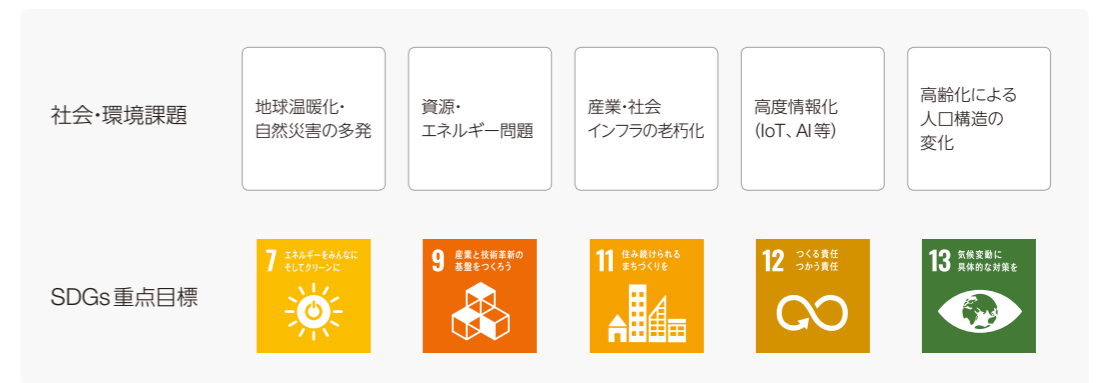 社会・環境課題
地球温暖化・
自然災害の多発
資源・
エネルギー問題
産業・社会
インフラの老朽化
高度情報化
(IoT、AI等)
高齢化による
人口構造の
変化
SDGs重点目標
7 エネルギーをみんなに
そしてクリーンに
9 産業と技術革新の
基盤をつくろう
11 住み続けられる
まちづくりを
12 つくる責任
つかう責任
13 気候変動に
具体的な対策を